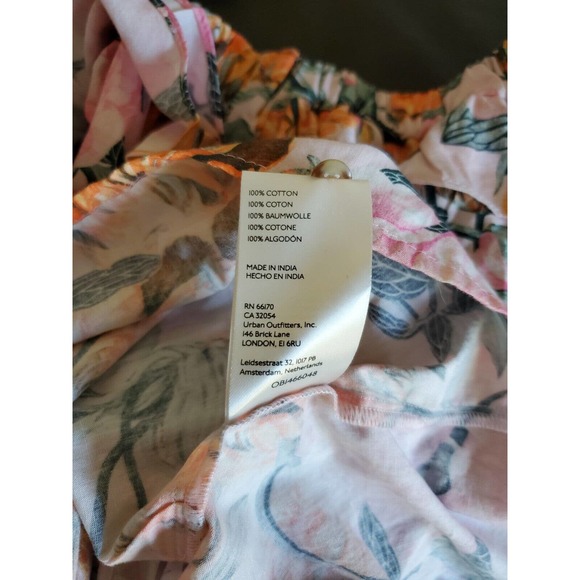 100% COTTON
100% COTON
100% BAUMWOLLE
100% COTONE
100% ALGODÓN
MADE IN INDIA
HECHO EN INDIA
RN 66170
CA 32054
Urban Outfitters, Inc.
146 Brick Lane
LONDON, E1 6RU
Leidsestraat 32, 1017 PB
Amsterdam, Netherlands
OB1466048